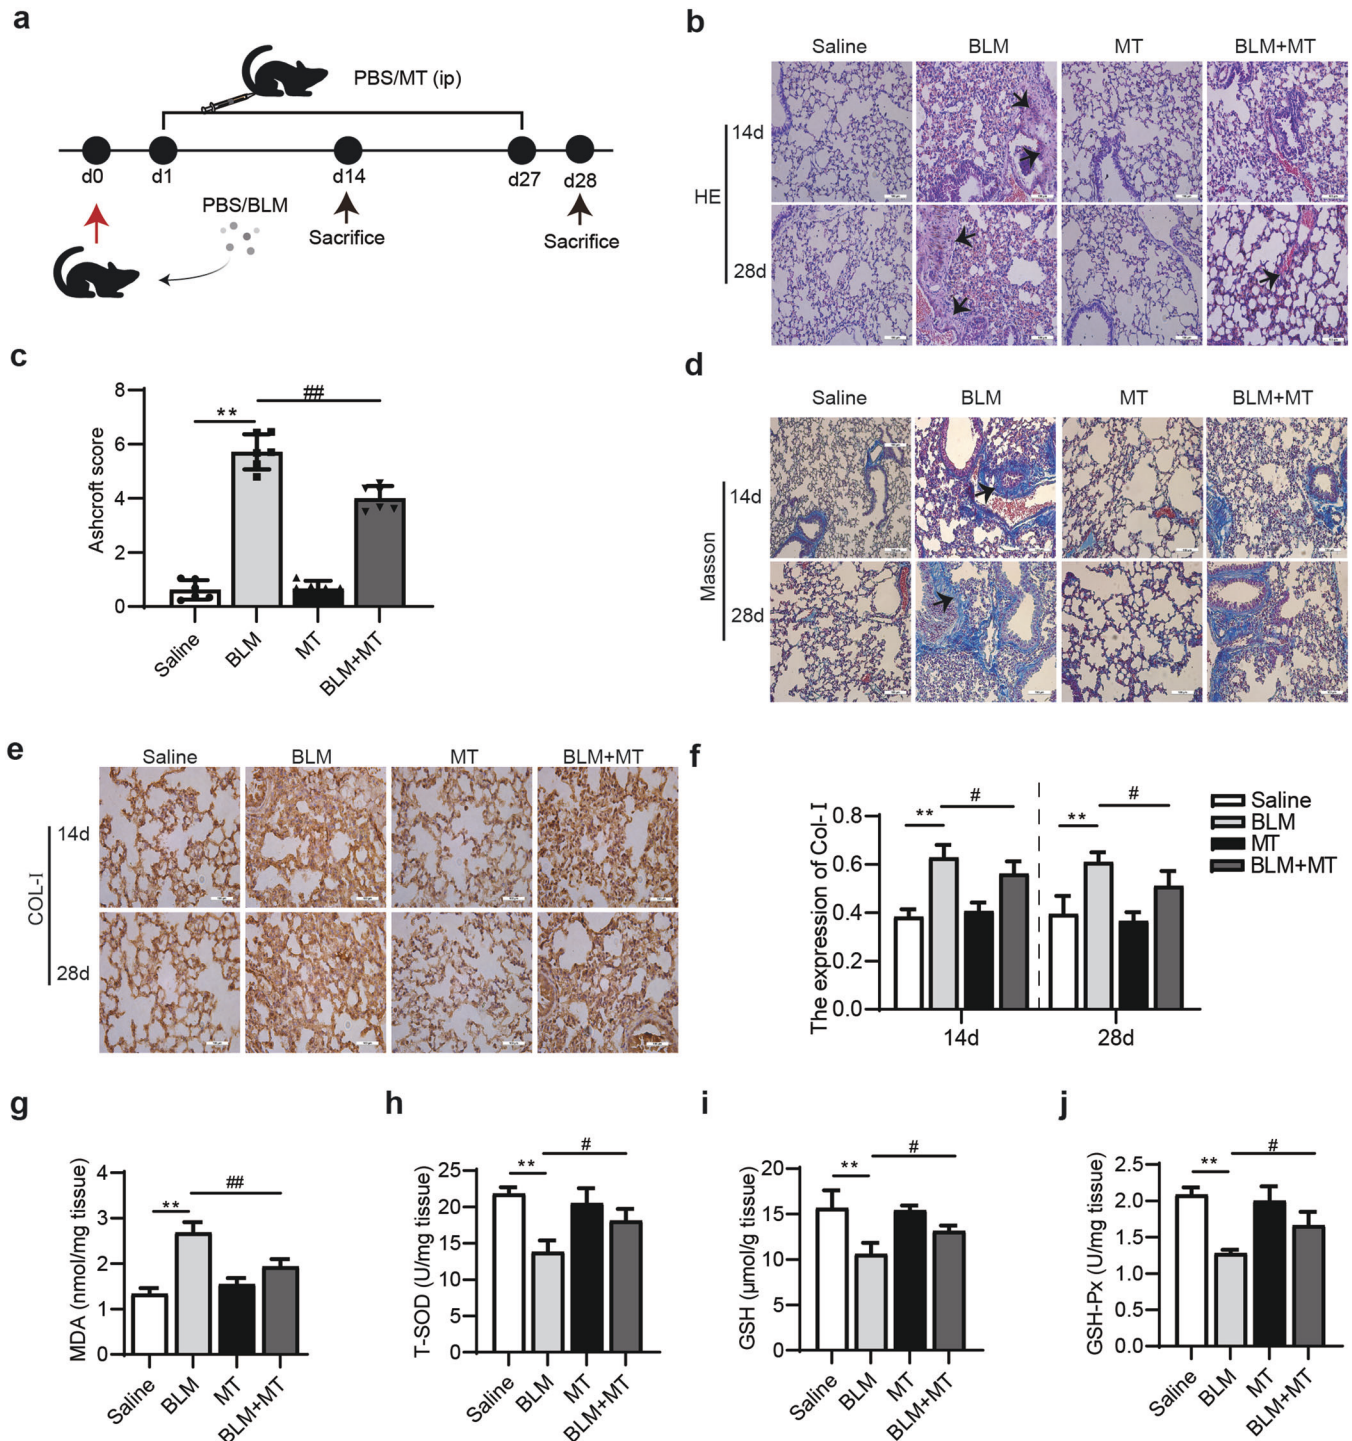 a
PBS/MT (ip)
d0 d1 d14 d27 d28
PBS/BLM
Sacrifice Sacrifice
b
Saline BLM MT BLM+MT
14d
HE
28d
c
Ashcroft score
8
6
4
2
0
** ##
Saline BLM MT BLM+MT
d
Saline BLM MT BLM+MT
14d
Masson
28d
e
Saline BLM MT BLM+MT
14d
COL-I
28d
f
The expression of Col- I
0.8
0.6
0.4
0.2
0.0
** # ** #
14d 28d
Saline
BLM
MT
BLM+MT
g
MDA (nmol/mg tissue)
4
3
2
1
0
** ##
Saline BLM MT BLM+MT
h
T-SOD (U/mg tissue)
25
20
15
10
5
0
** #
Saline BLM MT BLM+MT
i
GSH (μmol/g tissue)
20
15
10
5
0
** #
Saline BLM MT BLM+MT
j
GSH-Px (U/mg tissue)
2.5
2.0
1.5
1.0
0.5
0.0
** #
Saline BLM MT BLM+MT